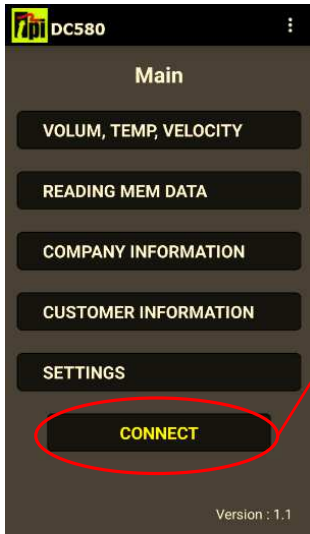 TPI DC580
Main
VOLUM, TEMP, VELOCITY
READING MEM DATA
COMPANY INFORMATION
CUSTOMER INFORMATION
SETTINGS
CONNECT
Version : 1.1